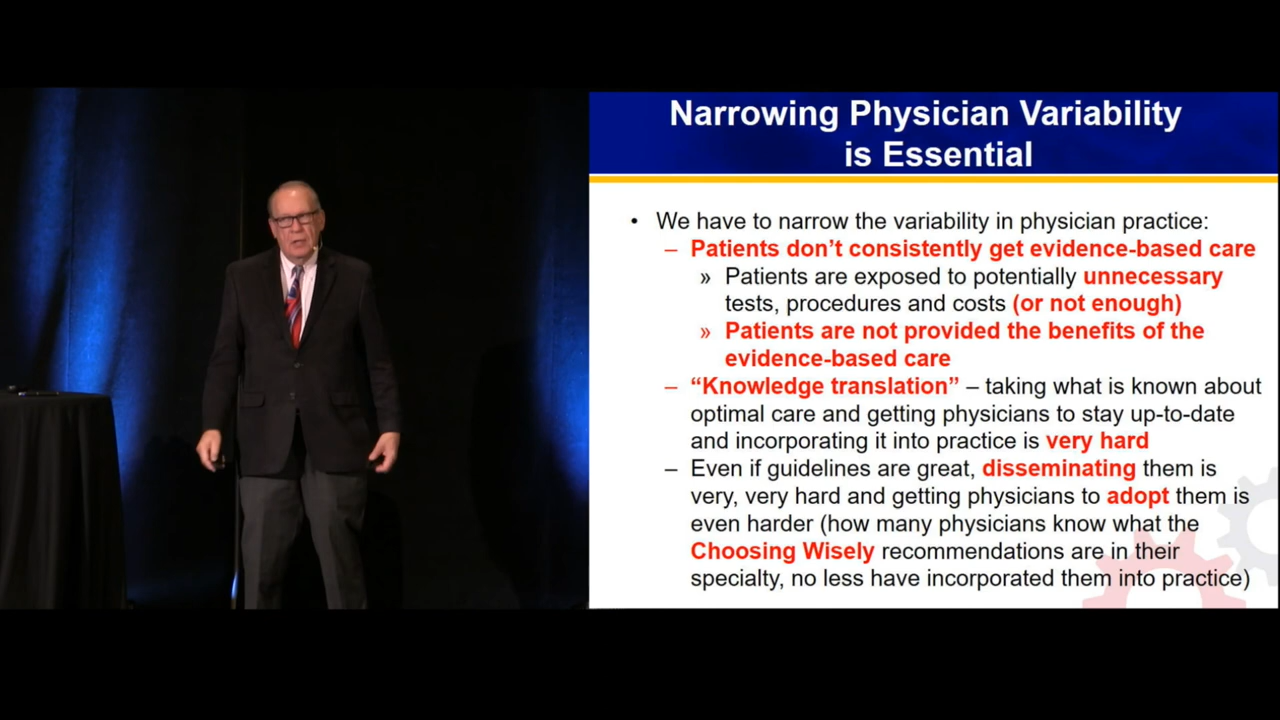 Narrowing Physician Variability
is Essential
• We have to narrow the variability in physician practice:
– Patients don’t consistently get evidence-based care
» Patients are exposed to potentially unnecessary
tests, procedures and costs (or not enough)
» Patients are not provided the benefits of the
evidence-based care
– “Knowledge translation” – taking what is known about
optimal care and getting physicians to stay up-to-date
and incorporating it into practice is very hard
– Even if guidelines are great, disseminating them is
very, very hard and getting physicians to adopt them is
even harder (how many physicians know what the
Choosing Wisely recommendations are in their
specialty, no less have incorporated them into practice)